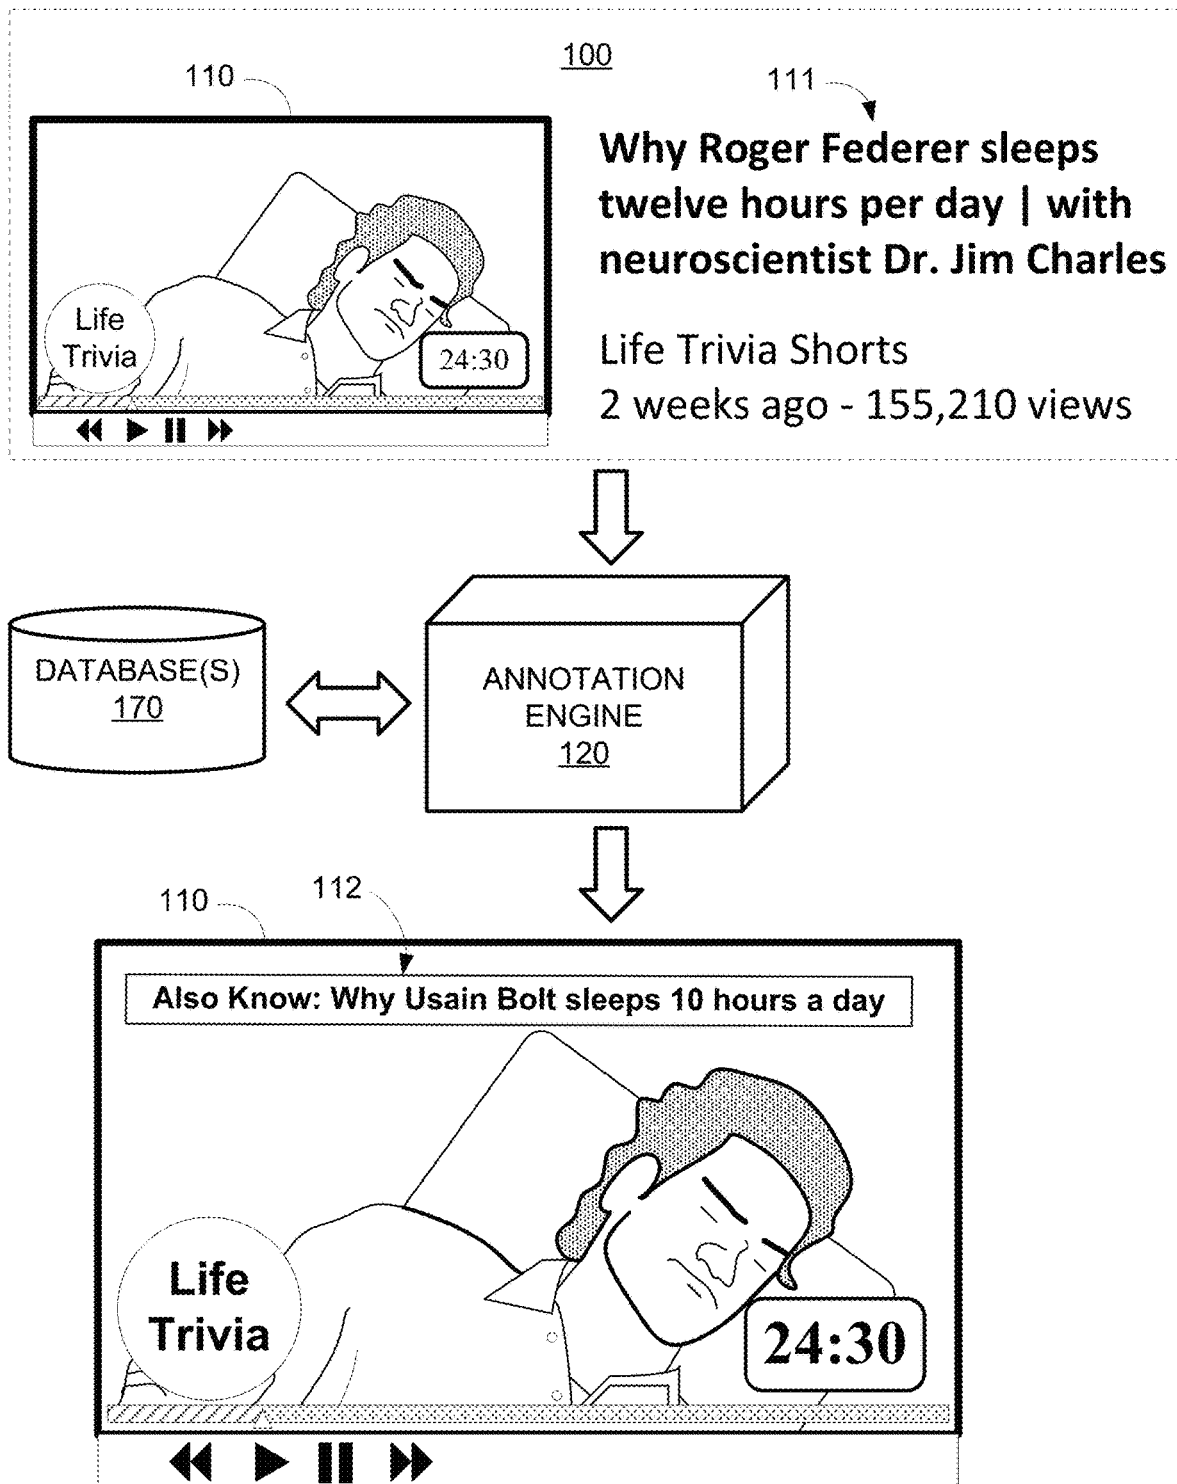 100
110
111
Why Roger Federer sleeps
twelve hours per day | with
neuroscientist Dr. Jim Charles
Life Trivia Shorts
2 weeks ago - 155,210 views
Life
Trivia
24:30
DATABASE(S)
170
ANNOTATION
ENGINE
120
110
112
Also Know: Why Usain Bolt sleeps 10 hours a day
Life
Trivia
24:30